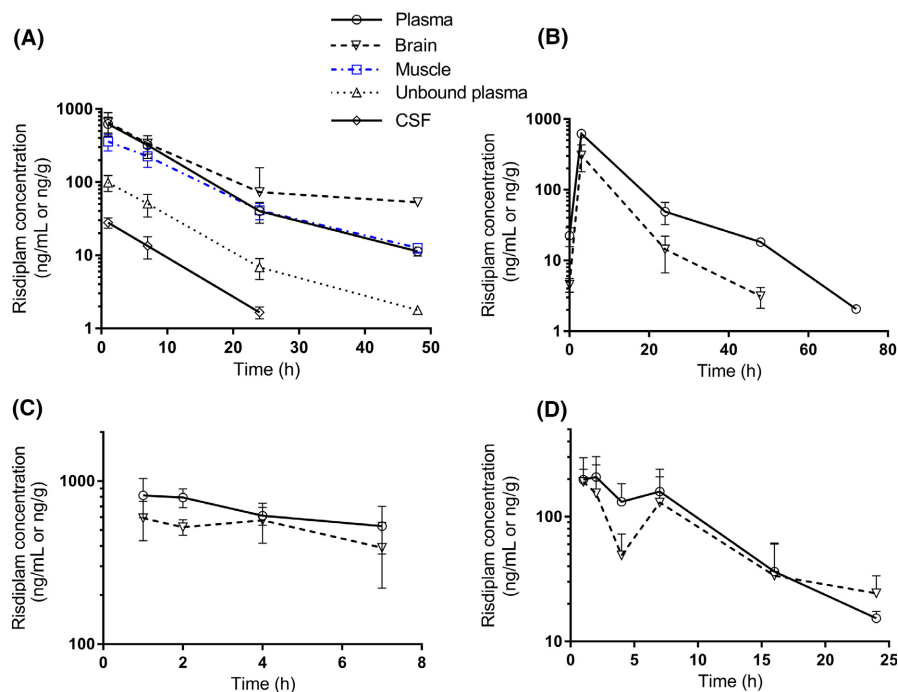 Plasma
Brain
Muscle
Unbound plasma
CSF
(A)
Risdiplam concentration
(ng/mL or ng/g)
1000
100
10
1
0 10 20 30 40 50
Time (h)
(B)
Risdiplam concentration
(ng/mL or ng/g)
1000
100
10
1
0 20 40 60 80
Time (h)
(C)
Risdiplam concentration
(ng/mL or ng/g)
1000
100
0 2 4 6 8
Time (h)
(D)
Risdiplam concentration
(ng/mL or ng/g)
100
10
0 5 10 15 20 25
Time (h)